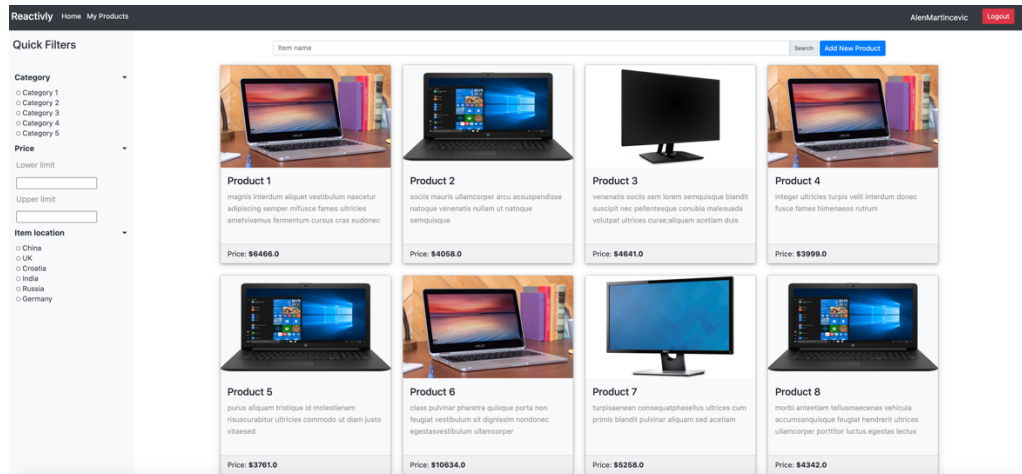 Reactivly Home My Products AlenMartincevic Logout
Quick Filters
Item name Search Add New Product
Category
Category 1
Category 2
Category 3
Category 4
Category 5
Price
Lower limit
Upper limit
Item location
China
UK
Croatia
India
Russia
Germany
Product 1
magnis interdum aliquet vestibulum nascetur
adipiscing semper mifusce fames ultricies
ametvivamus fermentum cursus cras eudonec
Price: $6466.0
Product 2
sociis mauris ullamcorper arcu acsuspendisse
natoque venenatis nullam ut natoque
semquisque
Price: $4058.0
Product 3
venenatis sociis sem lorem semquisque blandit
suscipit nec pellentesque conubia malesuada
volutpat ultrices curae;aliquam acetiam duis
Price: $4641.0
Product 4
integer ultricies turpis velit interdum donec
fusce fames himenaeos rutrum
Price: $3999.0
Product 5
purus aliquam tristique id molestienam
risuscurabitur ultricies commodo ut diam justo
vitaesed
Price: $3761.0
Product 6
class pulvinar pharetra quisque porta non
feugiat vestibulum sit dignissim nondonec
egestasvestibulum ullamcorper
Price: $10634.0
Product 7
turpisaenean consequatphasellus ultrices cum
primis blandit pulvinar aliquam sed acetiam
Price: $5258.0
Product 8
morbi anteetiam tellusmaecenas vehicula
accumsanquisque feugiat hendrerit ultrices
ullamcorper porttitor luctus egestas lectus
Price: $4342.0